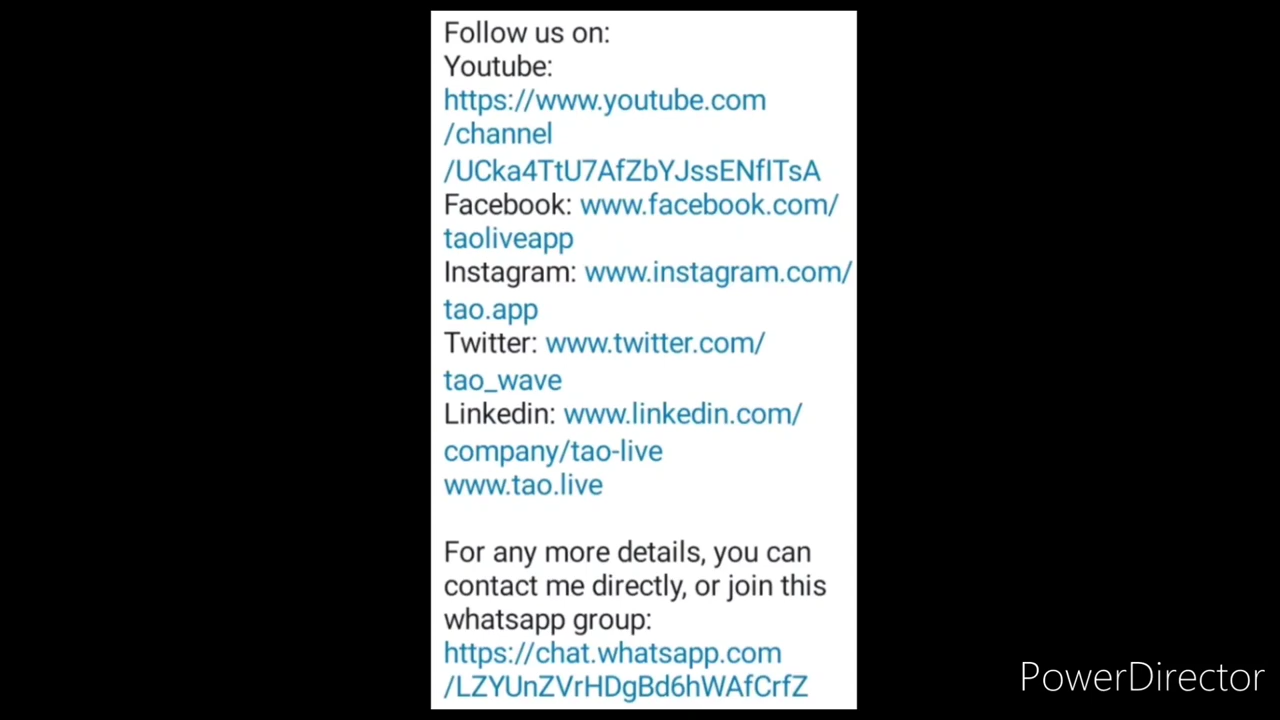 Follow us on:
Youtube:
https://www.youtube.com
/channel
/UCka4TtU7AfZbYJssENfITsA
Facebook: www.facebook.com/
taoliveapp
Instagram: www.instagram.com/
tao.app
Twitter: www.twitter.com/
tao_wave
Linkedin: www.linkedin.com/
company/tao-live
www.tao.live
For any more details, you can
contact me directly, or join this
whatsapp group:
https://chat.whatsapp.com
/LZYUnZVrHDgBd6hWAfCrfZ
PowerDirector